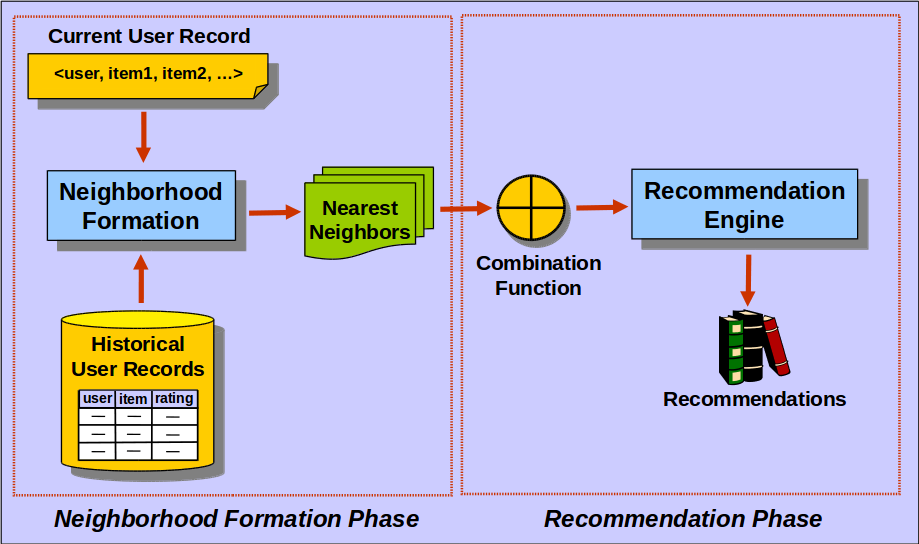 Current User Record
<user, item1, item2, ...>
Neighborhood
Formation
Nearest
Neighbors
Historical
User Records
user item rating
Neighborhood Formation Phase
Combination
Function
Recommendation
Engine
Recommendations
Recommendation Phase